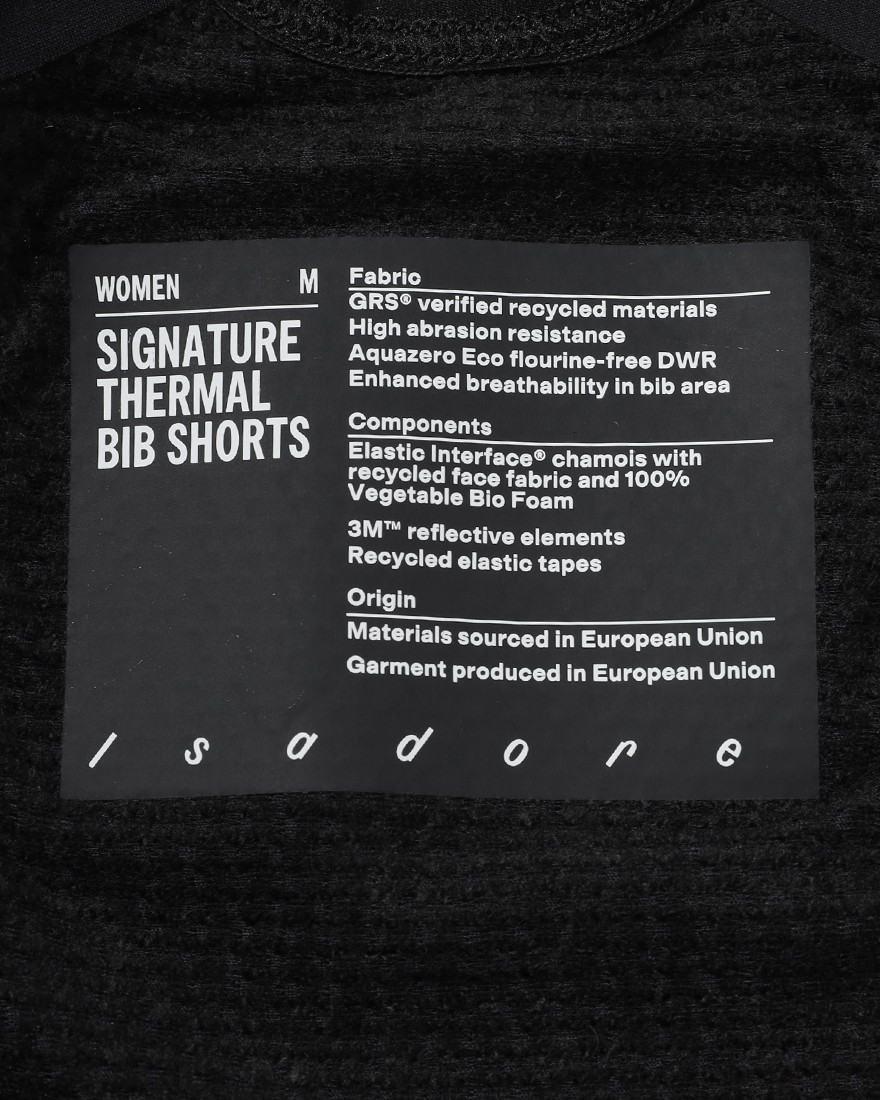 WOMEN M
SIGNATURE
THERMAL
BIB SHORTS
Fabric
GRS® verified recycled materials
High abrasion resistance
Aquazero Eco flourine-free DWR
Enhanced breathability in bib area
Components
Elastic Interface® chamois with
recycled face fabric and 100%
Vegetable Bio Foam
3M™ reflective elements
Recycled elastic tapes
Origin
Materials sourced in European Union
Garment produced in European Union
Isadore